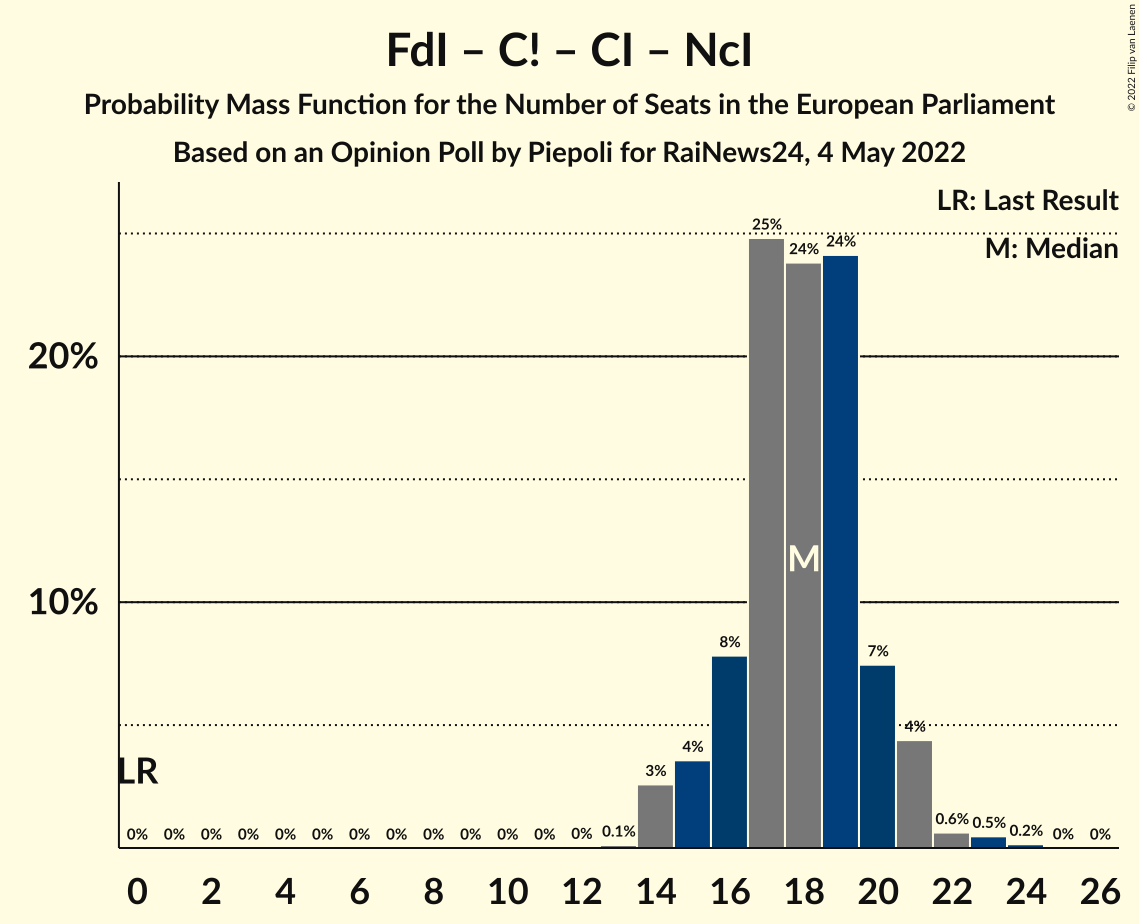 FdI – C! – CI – NcI
Probability Mass Function for the Number of Seats in the European Parliament
Based on an Opinion Poll by Piepoli for RaiNews24, 4 May 2022
© 2022 Filip van Laenen
LR: Last Result
M: Median
20%
10%
LR
M
0% 0% 0% 0% 0% 0% 0% 0% 0% 0% 0% 0% 0% 0.1% 3% 4% 8% 25% 24% 24% 7% 4% 0.6% 0.5% 0.2% 0% 0%
0 2 4 6 8 10 12 14 16 18 20 22 24 26